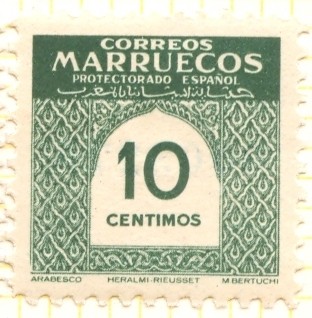 CORREOS
MARRUECOS
PROTECTORADO ESPAÑOL
10
CENTIMOS
ARABESCO HERALMI-RIEUSSET M. BERTUCHI